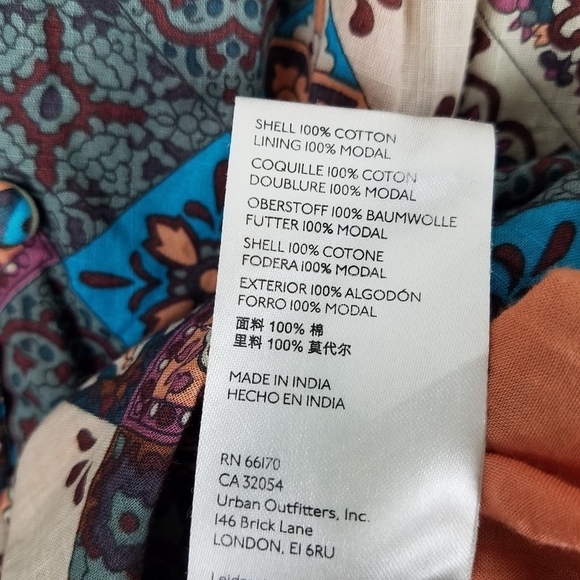 SHELL 100% COTTON
LINING 100% MODAL
COQUILLE 100% COTON
DOUBLURE 100% MODAL
OBERSTOFF 100% BAUMWOLLE
FUTTER 100% MODAL
SHELL 100% COTONE
FODERA 100% MODAL
EXTERIOR 100% ALGODÓN
FORRO 100% MODAL
面料 100% 棉
里料 100% 莫代尔
MADE IN INDIA
HECHO EN INDIA
RN 66170
CA 32054
Urban Outfitters, Inc.
146 Brick Lane
LONDON, E1 6RU